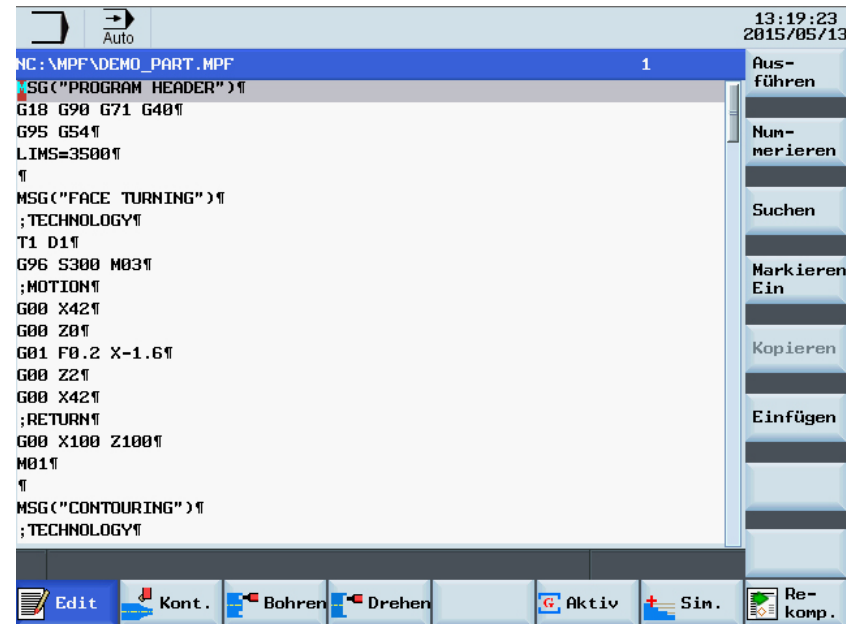 Auto
13:19:23
2015/05/13
NC:\MPF\DEMO_PART.MPF 1
MSG("PROGRAM HEADER")¶
G18 G90 G71 G40¶
G95 G54¶
LIMS=3500¶
¶
MSG("FACE TURNING")¶
;TECHNOLOGY¶
T1 D1¶
G96 S300 M03¶
;MOTION¶
G00 X42¶
G00 Z0¶
G01 F0.2 X-1.6¶
G00 Z2¶
G00 X42¶
;RETURN¶
G00 X100 Z100¶
M01¶
¶
MSG("CONTOURING")¶
;TECHNOLOGY¶
Aus-
führen
Num-
merieren
Suchen
Markieren
Ein
Kopieren
Einfügen
Edit
Kont.
Bohren
Drehen
G Aktiv
Sim.
Re-
komp.